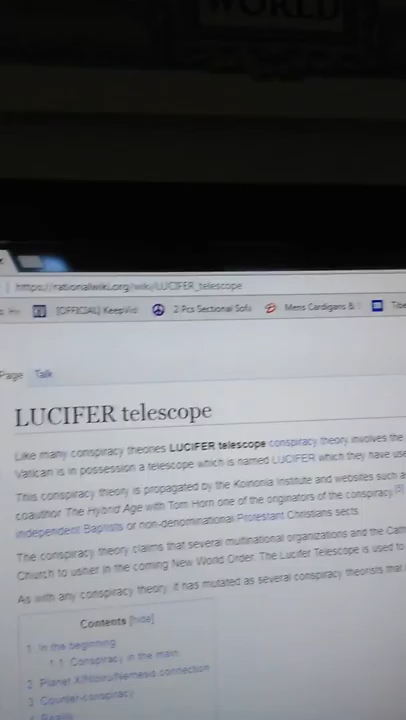 WORLD
https://rationalwiki.org/wiki/LUCIFER_telescope
[OFFICIAL] KeepVid 2 Pcs Sectional Sofa Mens Cardigans &
Page Talk
LUCIFER telescope
Like many conspiracy theories LUCIFER telescope conspiracy theory involves the
Vatican is in possession a telescope which is named LUCIFER which they have use
This conspiracy theory is propagated by the Koinonia Institute and websites such a
coauthor The Hybrid Age with Tom Horn one of the originators of the conspiracy.
independent Baptists or non-denominational Protestant Christians sects.
The conspiracy theory claims that several multinational organizations and the Cath
Church to usher in the coming New World Order. The Lucifer Telescope is used to
As with any conspiracy theory it has mutated as several conspiracy theorists that
Contents [hide]
1 In the beginning
1.1 Conspiracy in the main
2 Planet X/Nibiru/Nemesis connection
3 Counter-conspiracy
4 Reality